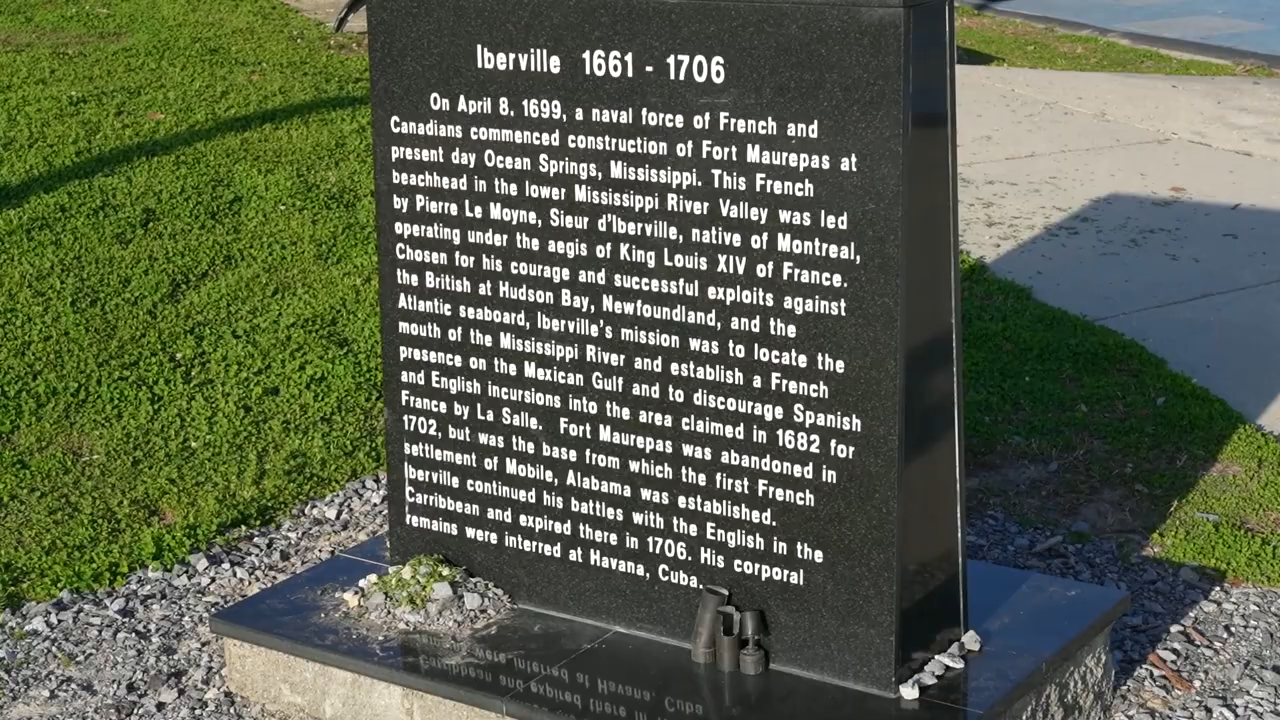 Iberville 1661 - 1706
On April 8, 1699, a naval force of French and
Canadians commenced construction of Fort Maurepas at
present day Ocean Springs, Mississippi. This French
beachhead in the lower Mississippi River Valley was led
by Pierre Le Moyne, Sieur d'Iberville, native of Montreal,
operating under the aegis of King Louis XIV of France.
Chosen for his courage and successful exploits against
the British at Hudson Bay, Newfoundland, and the
Atlantic seaboard, Iberville's mission was to locate the
mouth of the Mississippi River and establish a French
presence on the Mexican Gulf and to discourage Spanish
and English incursions into the area claimed in 1682 for
France by La Salle. Fort Maurepas was abandoned in
1702, but was the base from which the first French
settlement of Mobile, Alabama was established.
Iberville continued his battles with the English in the
Carribbean and expired there in 1706. His corporal
remains were interred at Havana, Cuba.